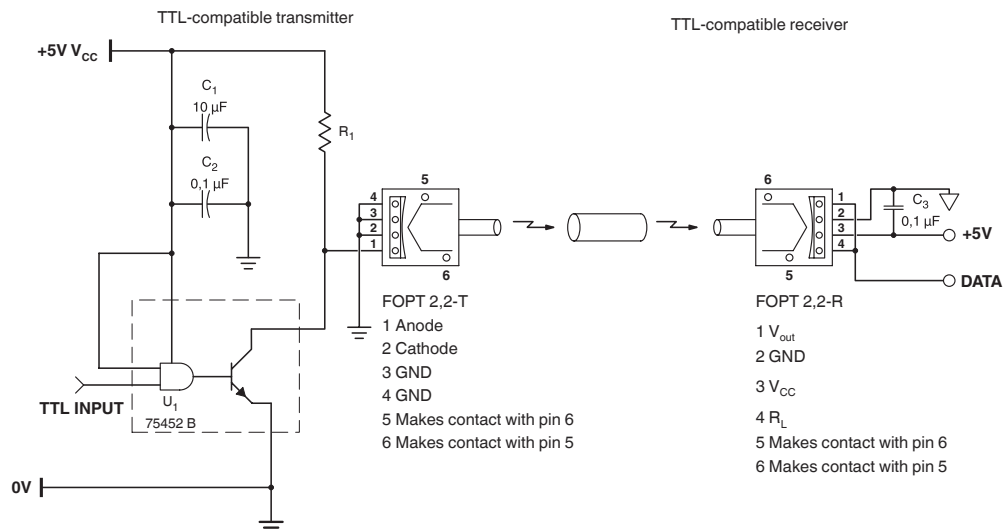 TTL-compatible transmitter
TTL-compatible receiver
+5V V_CC
C_1
10 µF
R_1
C_2
0,1 µF
5
4
3
2
1
6
6
1
2
3
4
5
C_3
0,1 µF
+5V
DATA
FOPT 2,2-T
1 Anode
2 Cathode
3 GND
4 GND
5 Makes contact with pin 6
6 Makes contact with pin 5
FOPT 2,2-R
1 V_out
2 GND
3 V_CC
4 R_L
5 Makes contact with pin 6
6 Makes contact with pin 5
TTL INPUT
U_1
75452 B
0V